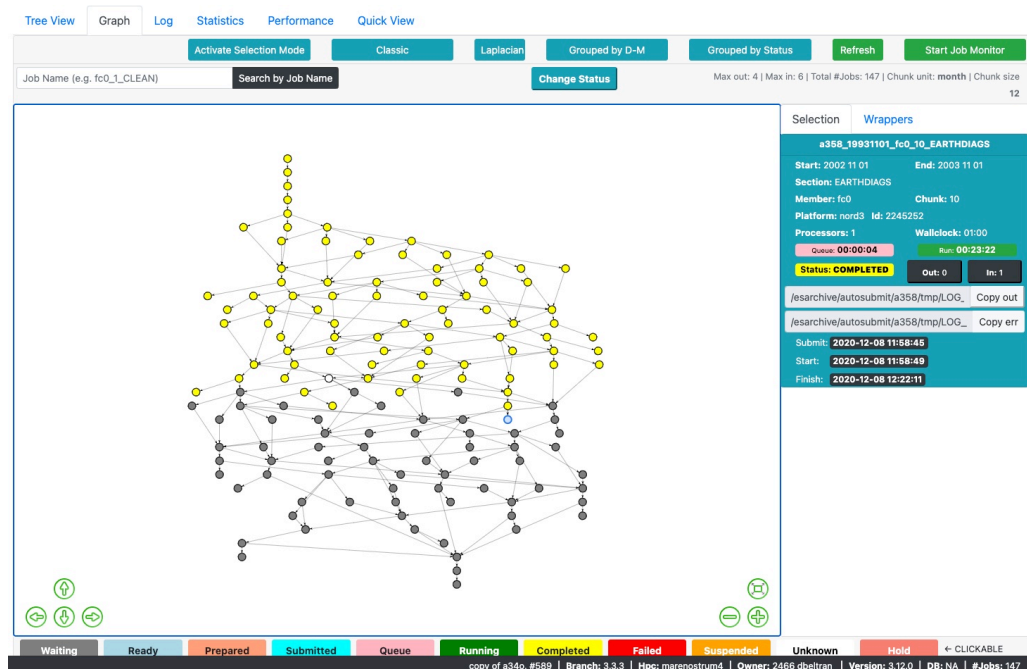 Tree View Graph Log Statistics Performance Quick View
Activate Selection Mode Classic Laplacian Grouped by D-M Grouped by Status Refresh Start Job Monitor
Job Name (e.g. fc0_1_CLEAN) Search by Job Name Change Status Max out: 4 | Max in: 6 | Total #Jobs: 147 | Chunk unit: month | Chunk size
12
Selection Wrappers
a358_19931101_fc0_10_EARTHDIAGS
Start: 2002 11 01 End: 2003 11 01
Section: EARTHDIAGS
Member: fc0 Chunk: 10
Platform: nord3 Id: 2245252
Processors: 1 Wallclock: 01:00
Queue: 00:00:04 Run: 00:23:22
Status: COMPLETED Out: 0 In: 1
/esarchive/autosubmit/a358/tmp/LOG_ Copy out
/esarchive/autosubmit/a358/tmp/LOG_ Copy err
Submit: 2020-12-08 11:58:45
Start: 2020-12-08 11:58:49
Finish: 2020-12-08 12:22:11
Waiting Ready Prepared Submitted Queue Running Completed Failed Suspended Unknown Hold ← CLICKABLE
copy of a34o, #589 | Branch: 3.3.3 | Hpc: marenostrum4 | Owner: 2466 dbeltran | Version: 3.12.0 | DB: NA | #Jobs: 147